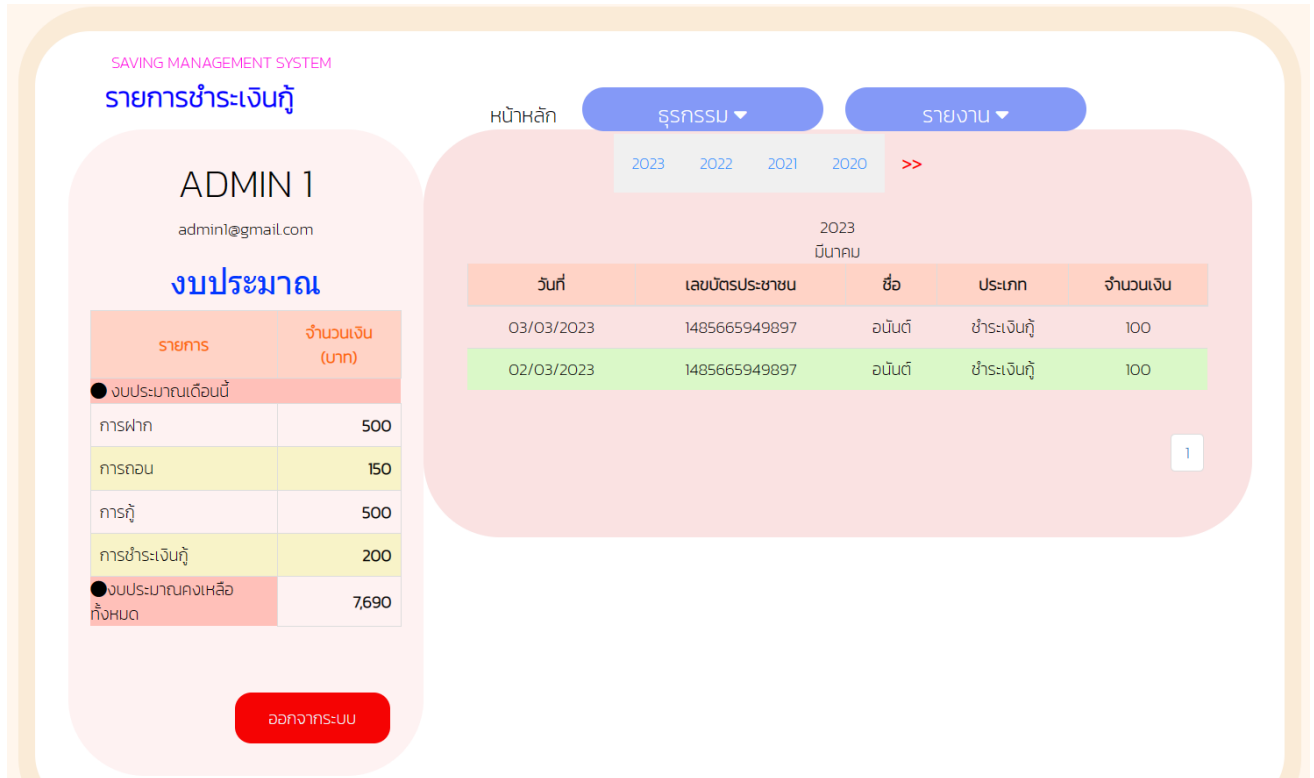 SAVING MANAGEMENT SYSTEM
รายการชำระเงินกู้
หน้าหลัก ธุรกรรม รายงาน
2023 2022 2021 2020 >>
ADMIN 1
admin1@gmail.com
งบประมาณ
รายการ จำนวนเงิน
(บาท)
งบประมาณเดือนนี้
การฝาก 500
การถอน 150
การกู้ 500
การชำระเงินกู้ 200
งบประมาณคงเหลือ
ทั้งหมด 7,690
ออกจากระบบ
2023
มีนาคม
วันที่ เลขบัตรประชาชน ชื่อ ประเภท จำนวนเงิน
03/03/2023 1485665949897 อนันต์ ชำระเงินกู้ 100
02/03/2023 1485665949897 อนันต์ ชำระเงินกู้ 100
1